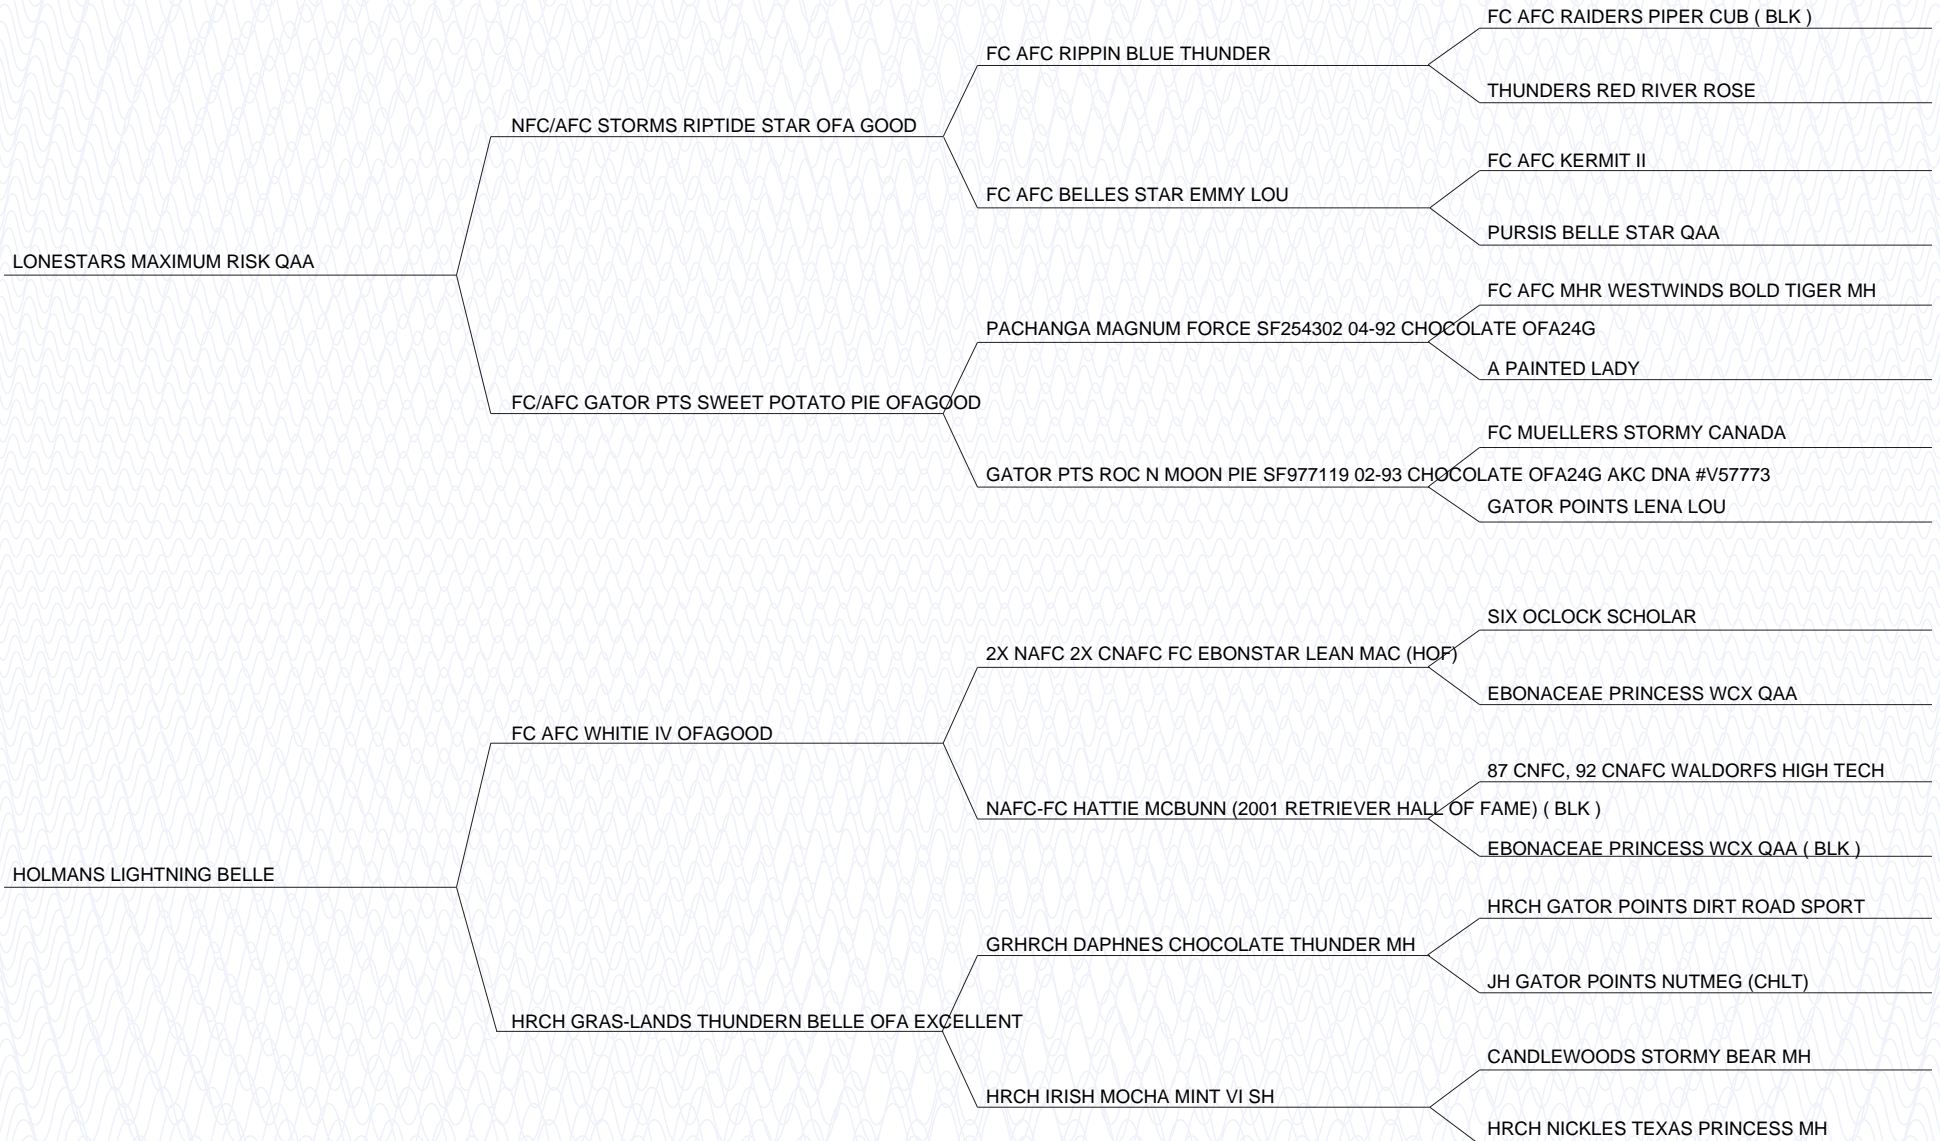 FC AFC RAIDERS PIPER CUB ( BLK )
FC AFC RIPPIN BLUE THUNDER
THUNDERS RED RIVER ROSE
NFC/AFC STORMS RIPTIDE STAR OFA GOOD
FC AFC KERMIT II
FC AFC BELLES STAR EMMY LOU
PURSIS BELLE STAR QAA
LONESTARS MAXIMUM RISK QAA
FC AFC MHR WESTWINDS BOLD TIGER MH
PACHANGA MAGNUM FORCE SF254302 04-92 CHOCOLATE OFA24G
A PAINTED LADY
FC/AFC GATOR PTS SWEET POTATO PIE OFAGOOD
FC MUELLERS STORMY CANADA
GATOR PTS ROC N MOON PIE SF977119 02-93 CHOCOLATE OFA24G AKC DNA #V57773
GATOR POINTS LENA LOU
SIX OCLOCK SCHOLAR
2X NAFC 2X CNAFC FC EBONSTAR LEAN MAC (HOF)
EBONACEAE PRINCESS WCX QAA
FC AFC WHITIE IV OFAGOOD
87 CNFC, 92 CNAFC WALDORFS HIGH TECH
NAFC-FC HATTIE MCBUNN (2001 RETRIEVER HALL OF FAME) ( BLK )
EBONACEAE PRINCESS WCX QAA ( BLK )
HOLMANS LIGHTNING BELLE
HRCH GATOR POINTS DIRT ROAD SPORT
GRHRCH DAPHNES CHOCOLATE THUNDER MH
JH GATOR POINTS NUTMEG (CHLT)
HRCH GRAS-LANDS THUNDERN BELLE OFA EXCELLENT
CANDLEWOODS STORMY BEAR MH
HRCH IRISH MOCHA MINT VI SH
HRCH NICKLES TEXAS PRINCESS MH